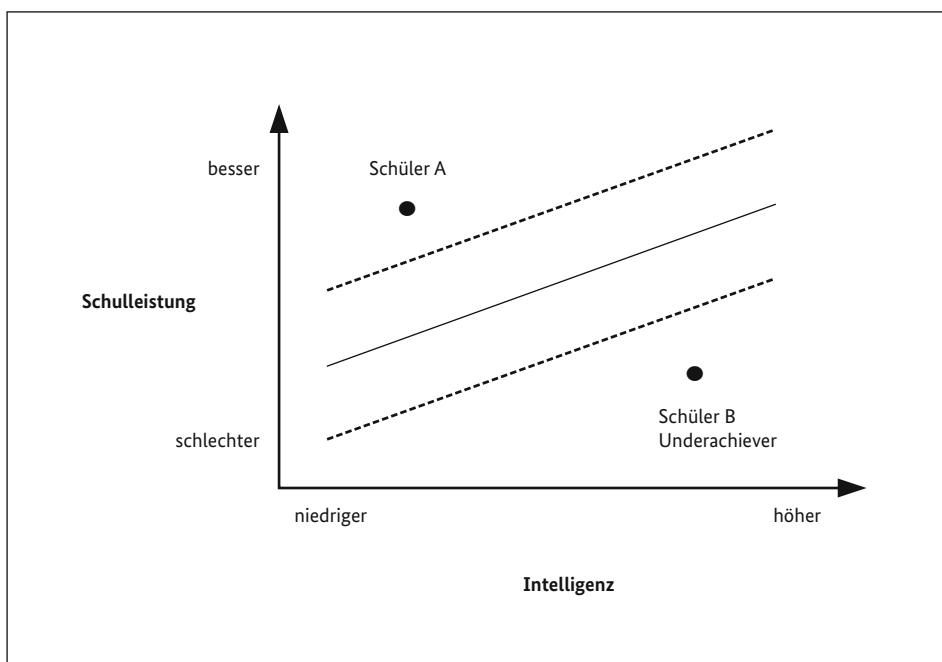 besser
Schüler A
Schulleistung
Schüler B
Underachiever
schlechter
niedriger
höher
Intelligenz